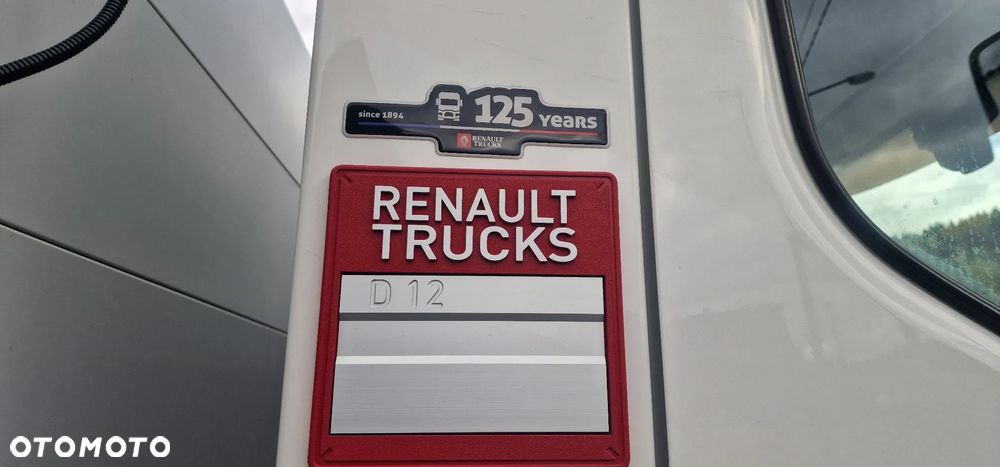 since 1894 125 YEARS
RENAULT
TRUCKS
RENAULT
TRUCKS
D 12
OTOMOTO